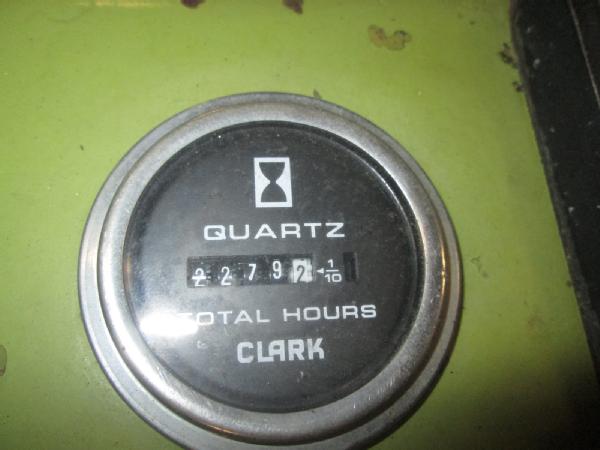 QUARTZ
22792 1/10
TOTAL HOURS
CLARK